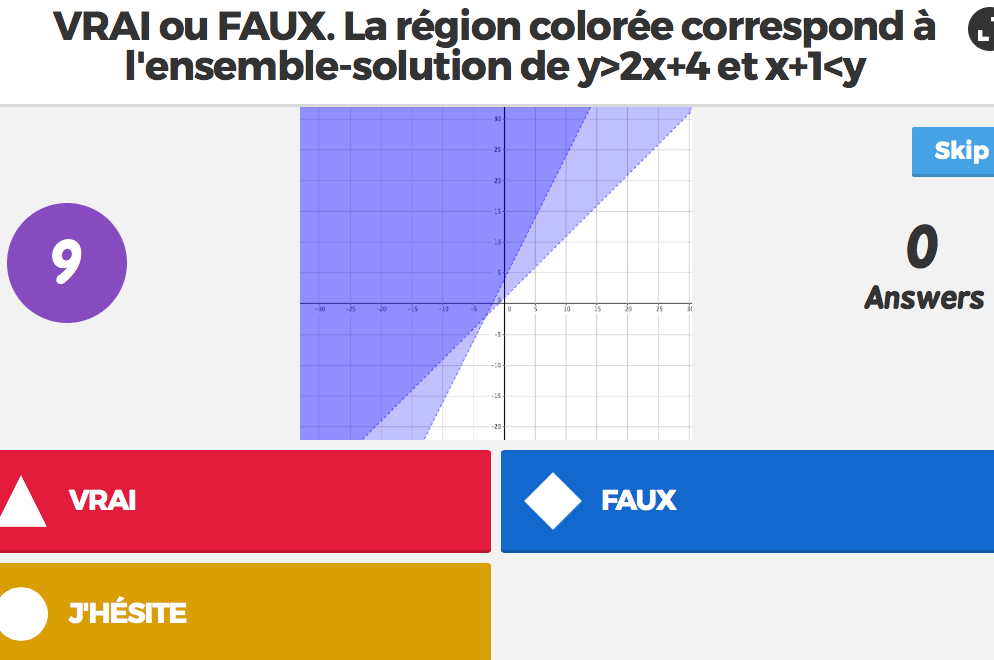 VRAI ou FAUX. La région colorée correspond à
l'ensemble-solution de y>2x+4 et x+1<y
Skip
9
0
Answers
30
25
20
15
10
5
0
-30 -25 -20 -15 -10 -5 0 5 10 15 20 25 30
-5
-10
-15
-20
VRAI
FAUX
J'HÉSITE